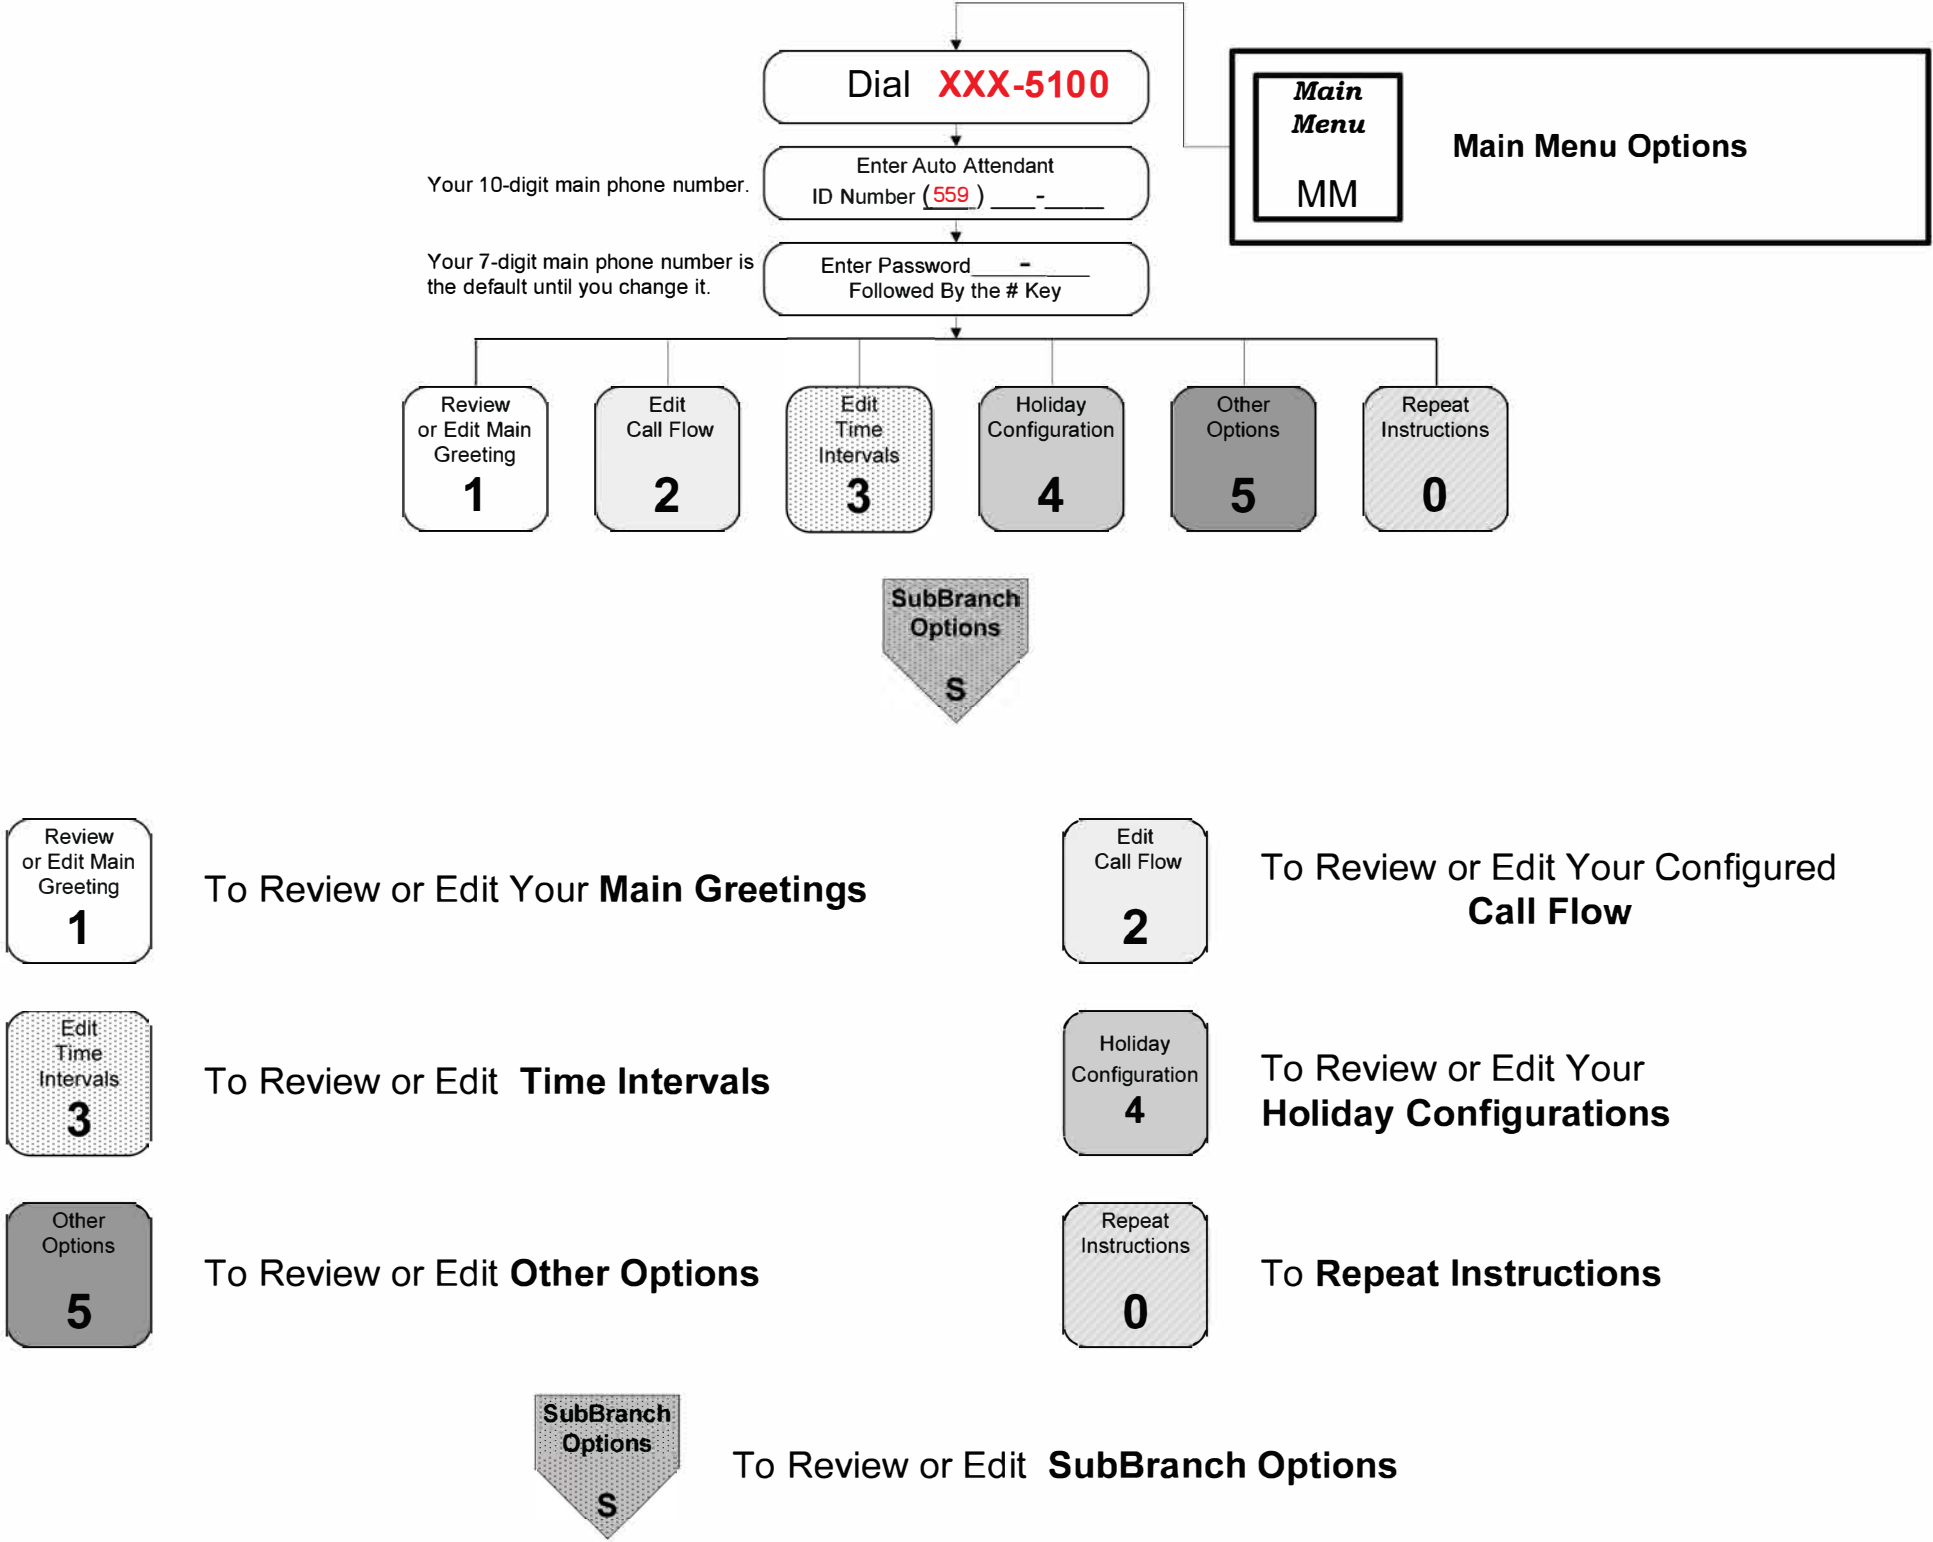 Dial XXX-5100
Main
Menu
MM
Main Menu Options
Your 10-digit main phone number.
Enter Auto Attendant
ID Number (559 ) ____-_____
Your 7-digit main phone number is
the default until you change it.
Enter Password____-____
Followed By the # Key
Review
or Edit Main
Greeting
1
Edit
Call Flow
2
Edit
Time
Intervals
3
Holiday
Configuration
4
Other
Options
5
Repeat
Instructions
0
SubBranch
Options
S
Review
or Edit Main
Greeting
1
To Review or Edit Your Main Greetings
Edit
Call Flow
2
To Review or Edit Your Configured
Call Flow
Edit
Time
Intervals
3
To Review or Edit Time Intervals
Holiday
Configuration
4
To Review or Edit Your
Holiday Configurations
Other
Options
5
To Review or Edit Other Options
Repeat
Instructions
0
To Repeat Instructions
SubBranch
Options
S
To Review or Edit SubBranch Options